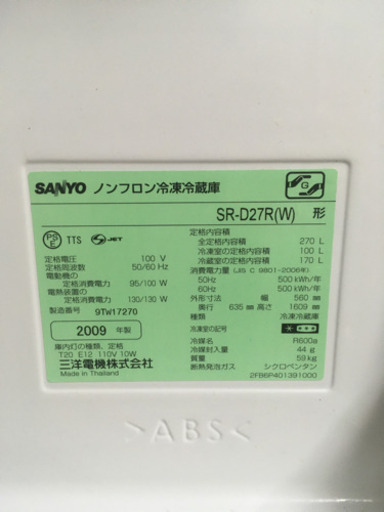 SANYO ノンフロン冷凍冷蔵庫
SR-D27R(W) 形
G
PS E TTS S-JET
定格電圧 100 V
定格周波数 50/60 Hz
電動機の
定格消費電力 95/100 W
電熱装置の
定格消費電力 130/130 W
製造番号 9TW17270
2009 年製
庫内灯の種類、定格
T20 E12 110V 10W
三洋電機株式会社
Made in Thailand
定格内容積
全定格内容積 270 L
冷凍室の定格内容積 100 L
冷蔵室の定格内容積 170 L
消費電力量 (JIS C 9801-2006年)
50Hz 500 kWh/年
60Hz 500 kWh/年
外形寸法 幅 560 mm
奥行 635 mm 高さ 1609 mm
種類 冷凍冷蔵庫
冷凍室の記号
冷媒名 R600a
冷媒封入量 44 g
質量 59 kg
断熱発泡ガス シクロペンタン
2FB6P401391000
>ABS<